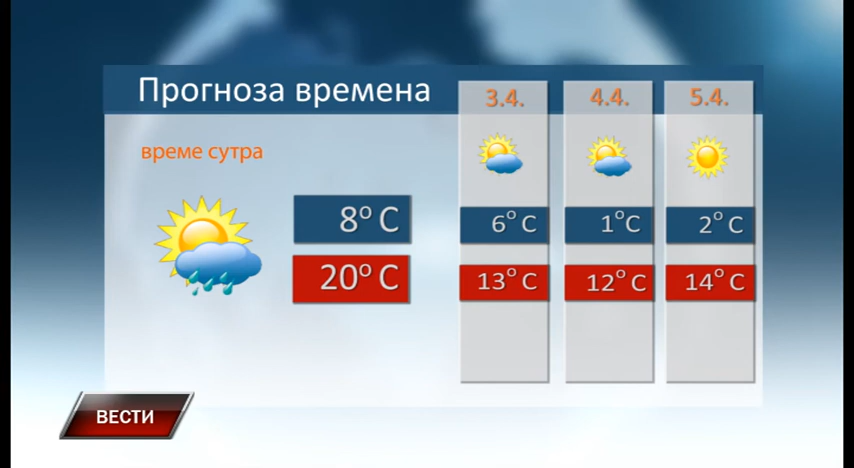 Прогноза времена
време сутра
8° C
20° C
3.4.
4.4.
5.4.
6° C
1°C
2° C
13° C
12° C
14° C
ВЕСТИ